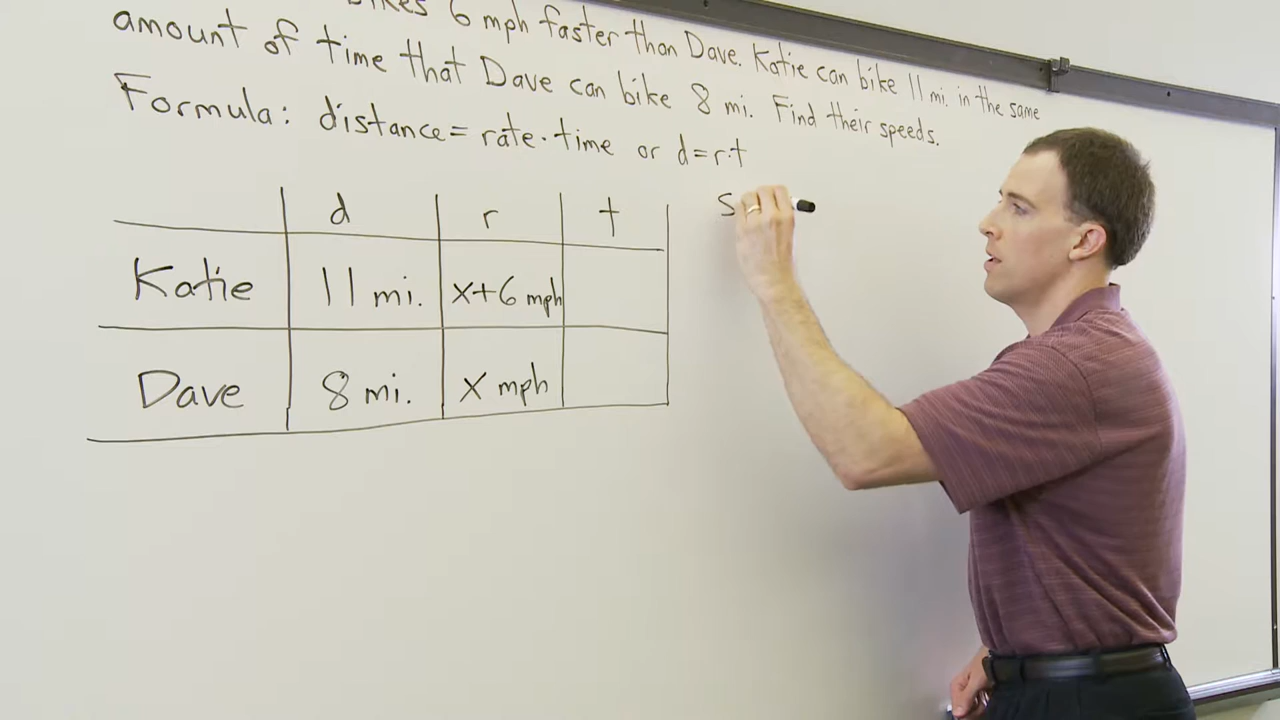 bikes 6 mph faster than Dave. Katie can bike 11 mi. in the same
amount of time that Dave can bike 8 mi. Find their speeds.
Formula: distance = rate · time or d = r·t
d r t S
Katie 11 mi. x+6 mph
Dave 8 mi. x mph